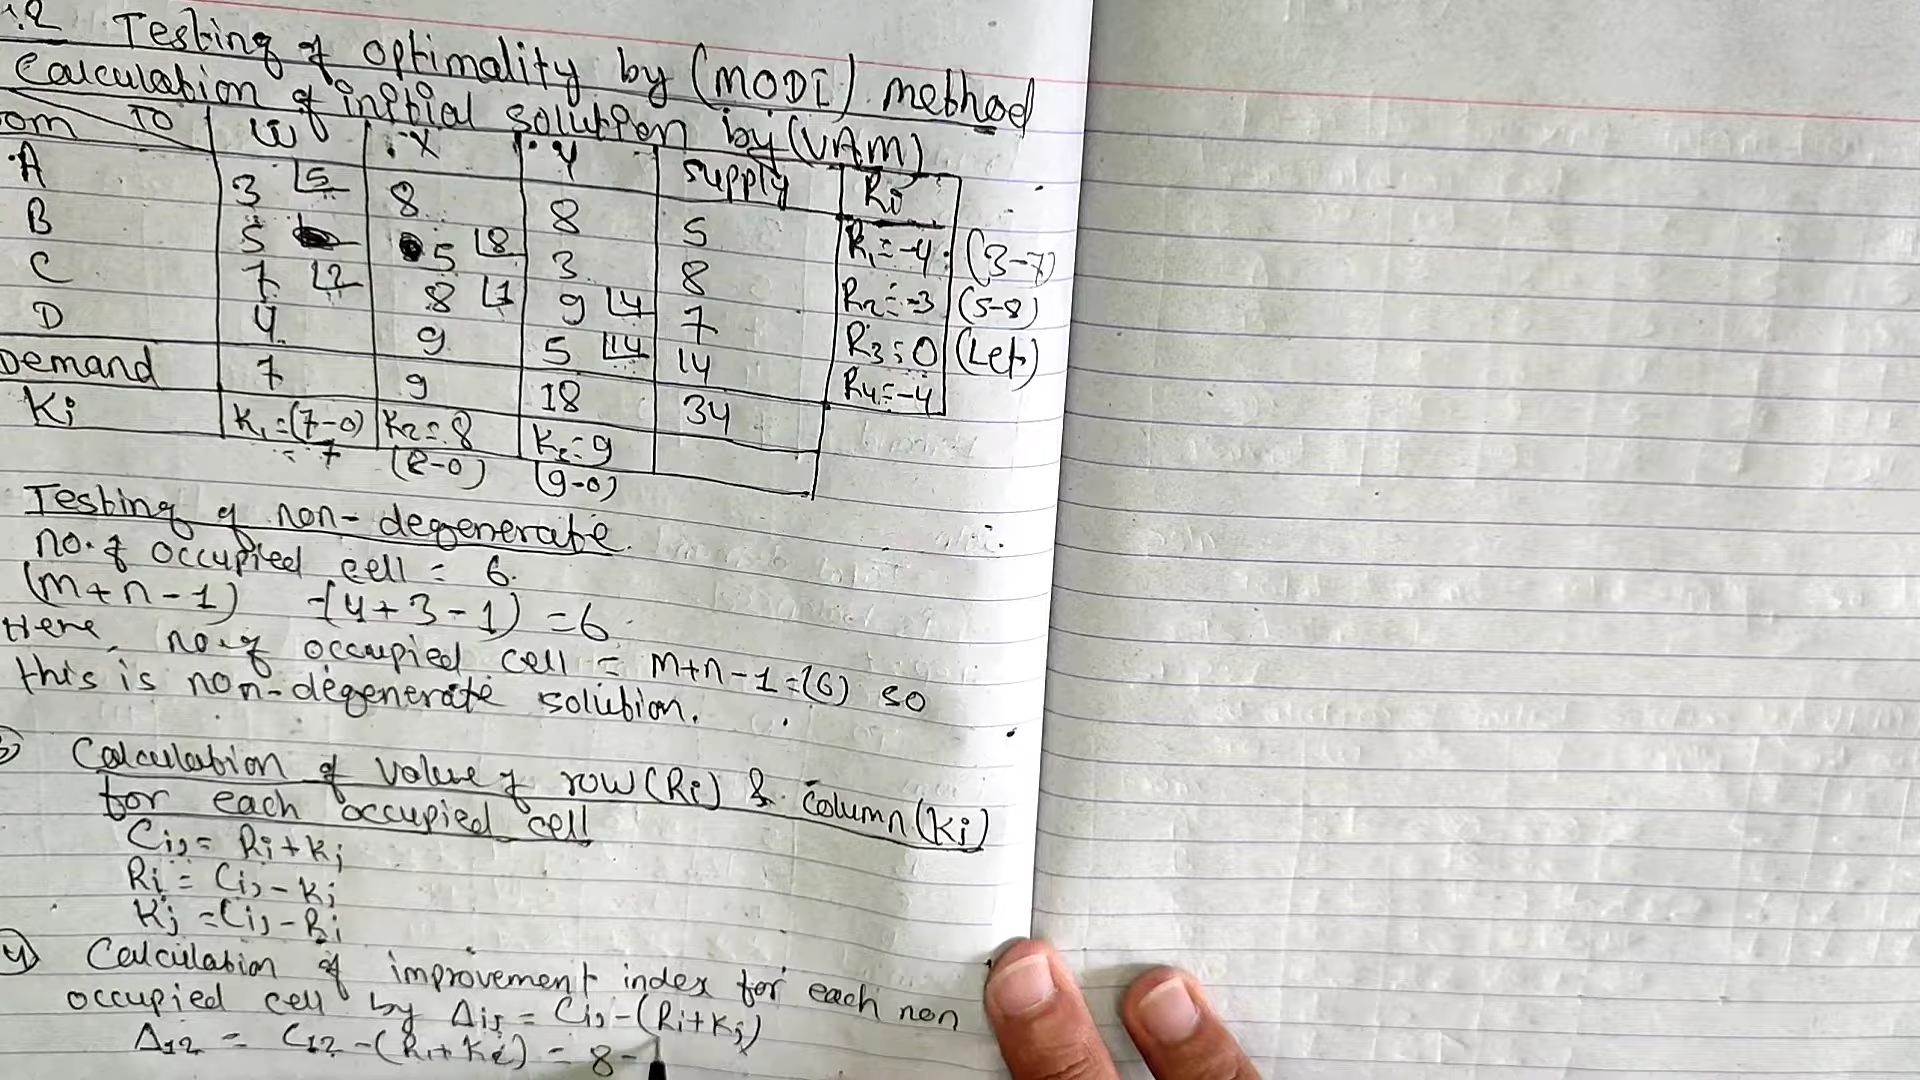 .2 Testing of optimality by (MODI) method
Calculation of initial solution by (VAM)
om TO W X Y supply Ri
A 3 5 8 8 5 R1=-4 (3-7)
B 5 5 8 3 8 R2=-3 (5-8)
C 7 2 8 1 9 4 7 R3=0 (Let)
D 4 9 5 14 14 R4=-4
Demand 7 9 18 34
Kj K1=(7-0) K2=8 K3=9
=7 (8-0) (9-0)
Testing of non-degenerate.
no. of occupied cell = 6.
(m+n-1) -(4+3-1) =6
Here, no. of occupied cell = m+n-1=(6) so
this is non-degenerate solution.
Calculation of value of row(Ri) & column(Kj)
for each occupied cell
Cij= Ri+Kj
Ri = Cij-Kj
Kj =Cij-Ri
4) Calculation of improvement index for each non
occupied cell by Δij = Cij-(Ri+Kj)
Δ12 = C12-(R1+K2) = 8-